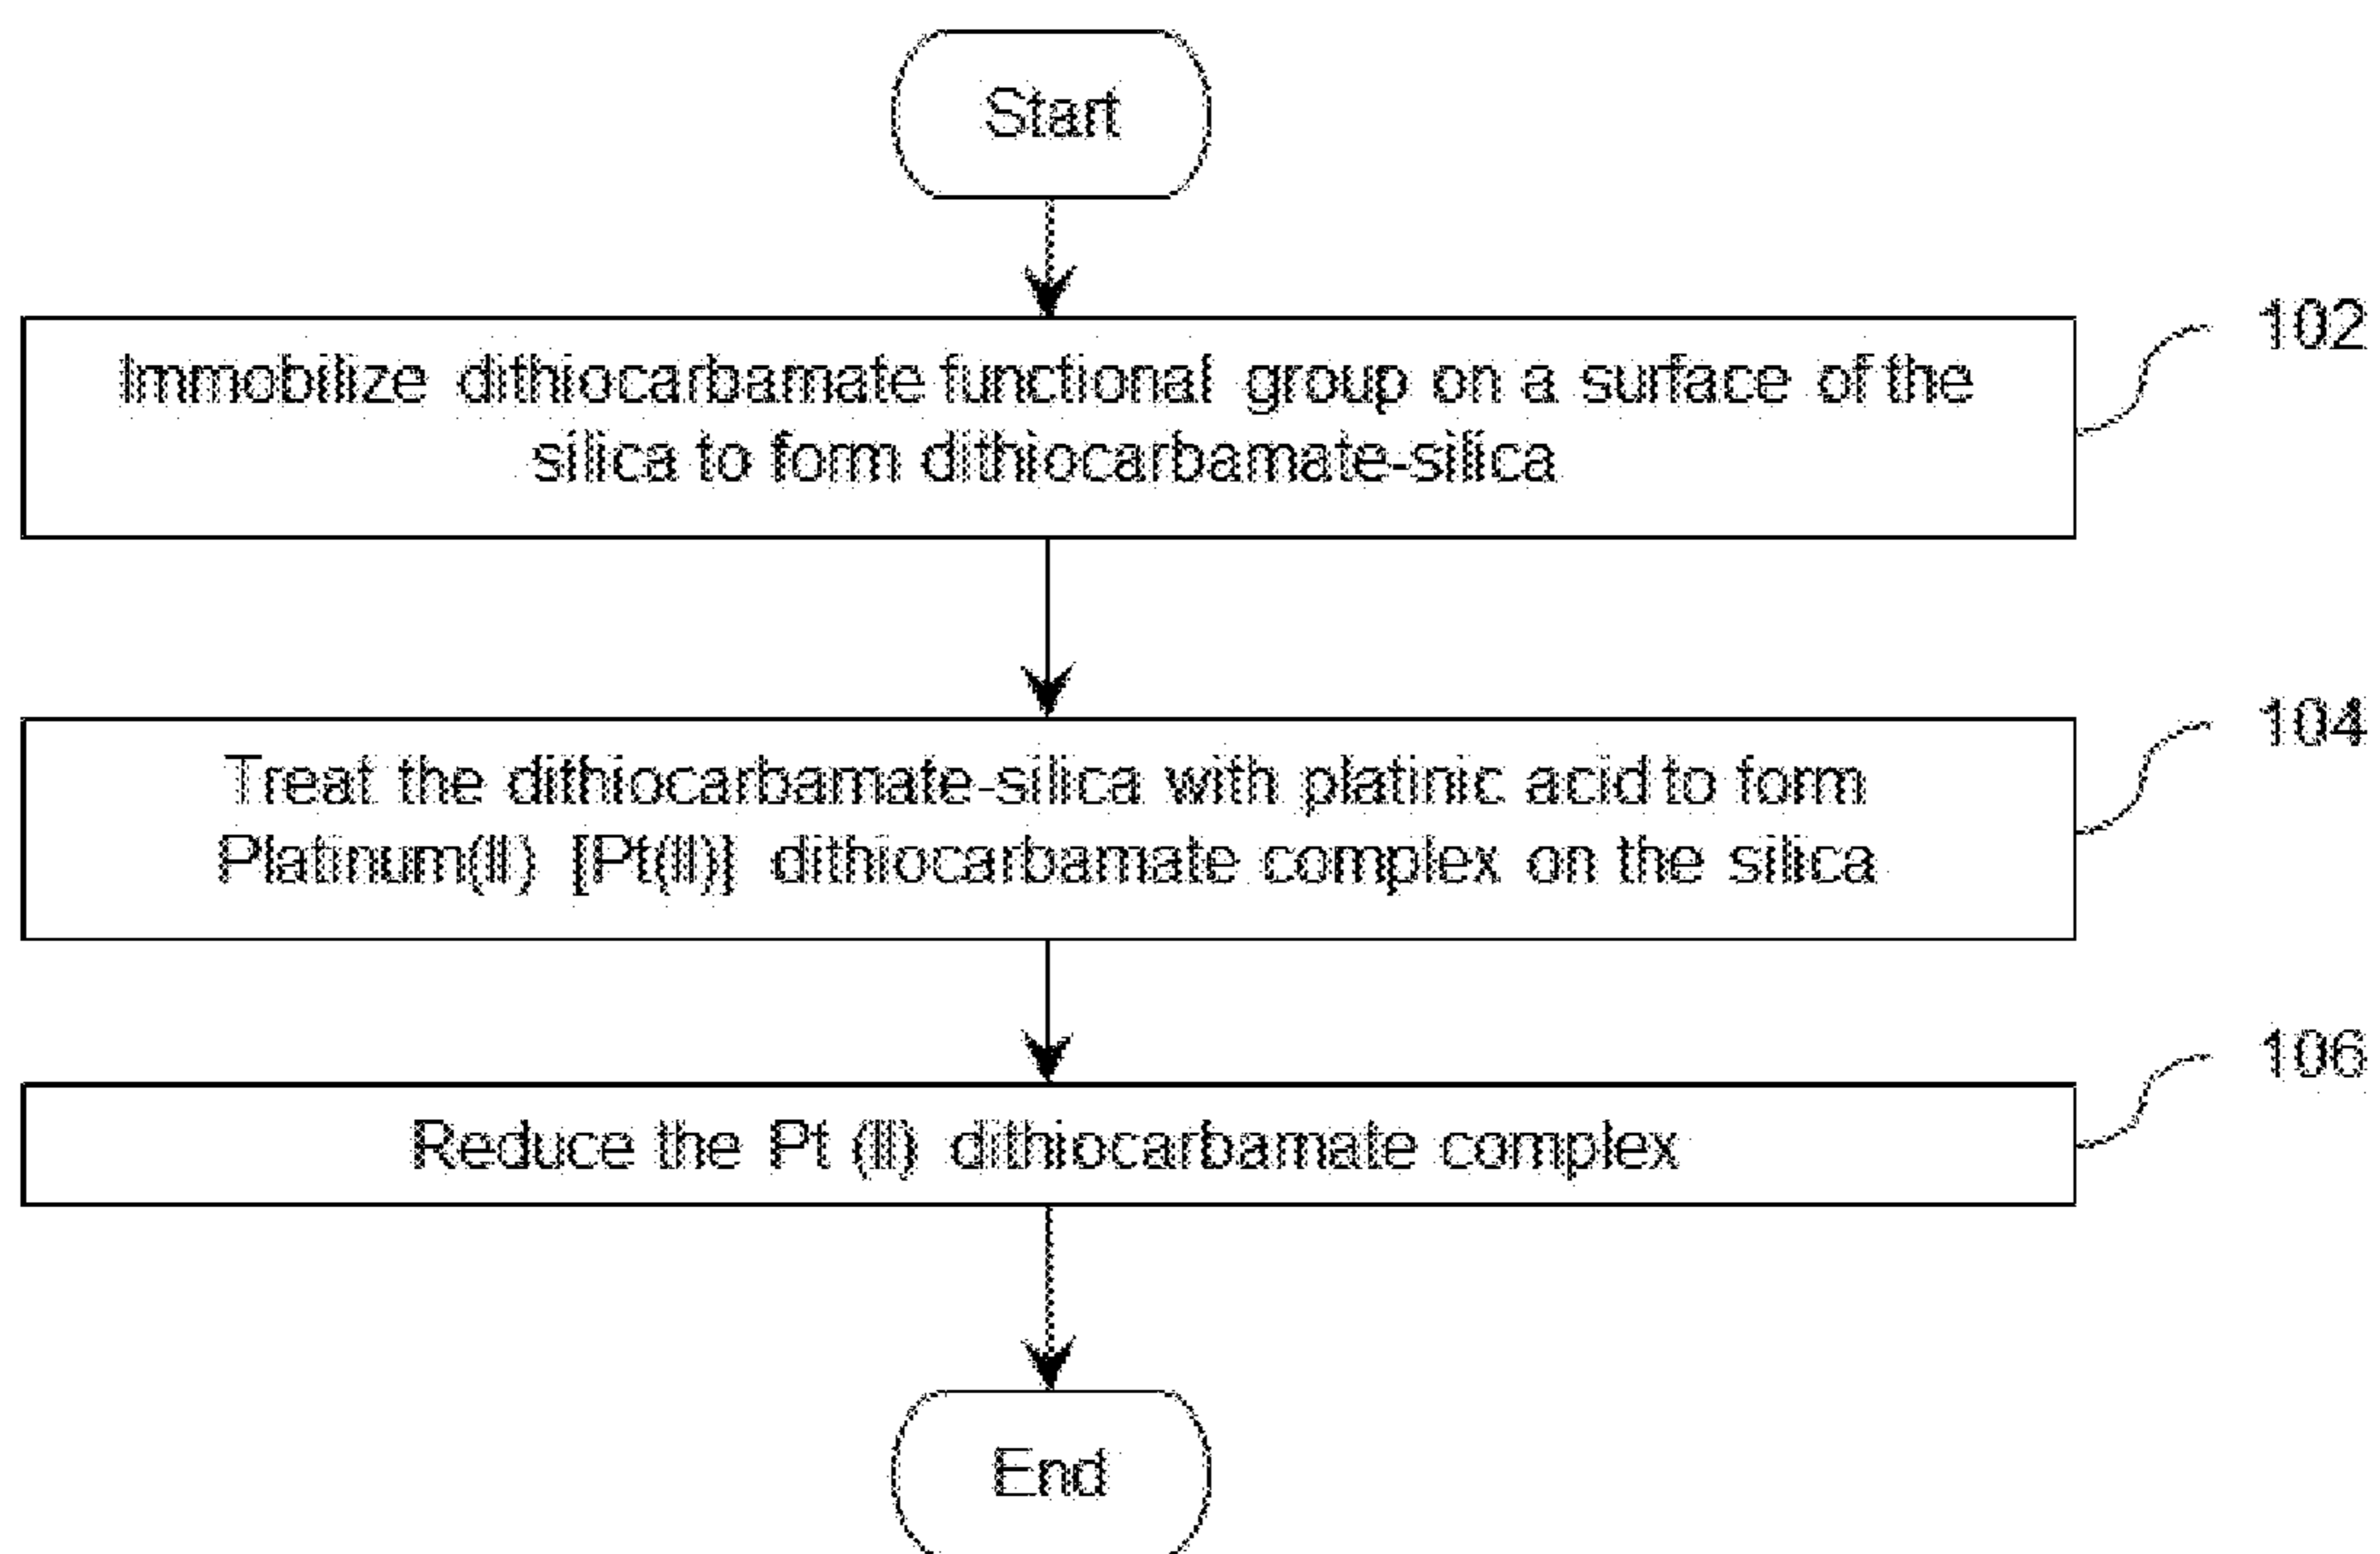 Start
102
Immobilize dithiocarbamate functional group on a surface of the
silica to form dithiocarbamate-silica
104
Treat the dithiocarbamate-silica with platinic acid to form
Platinum(II) [Pt(II)] dithiocarbamate complex on the silica
106
Reduce the Pt (II) dithiocarbamate complex
End